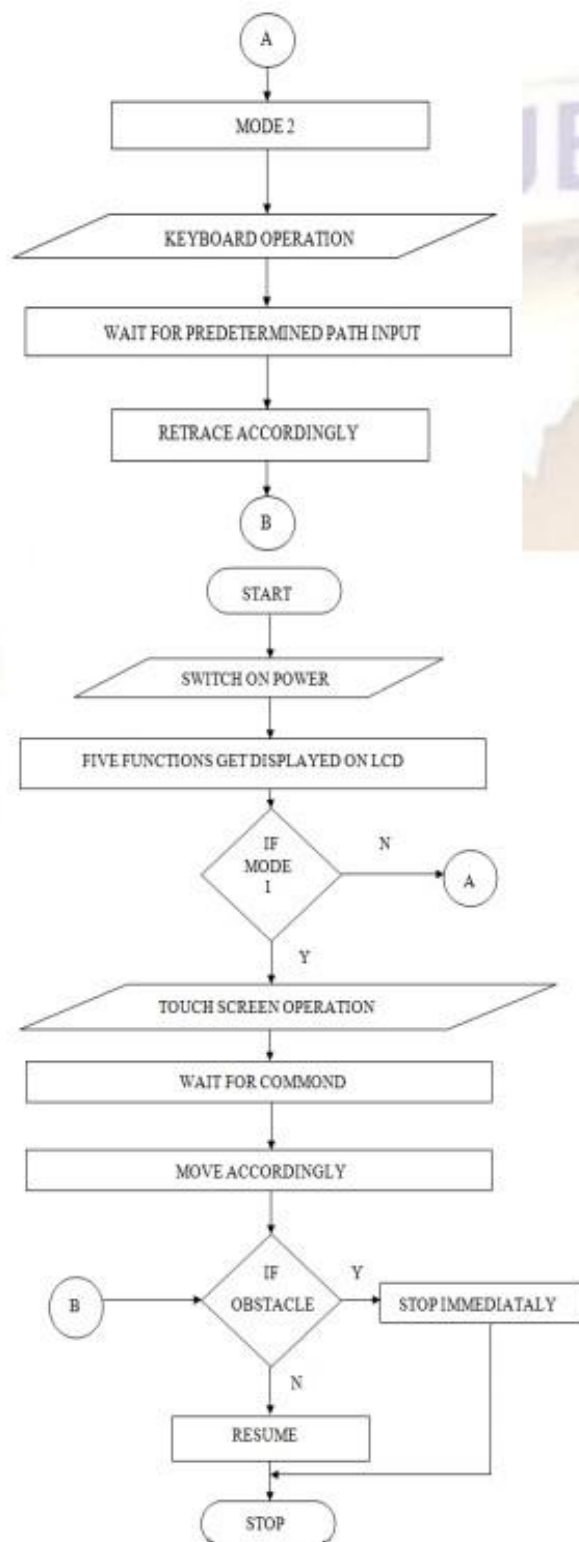 A
MODE 2
KEYBOARD OPERATION
WAIT FOR PREDETERMINED PATH INPUT
RETRACE ACCORDINGLY
B
START
SWITCH ON POWER
FIVE FUNCTIONS GET DISPLAYED ON LCD
IF
MODE
I
N
A
Y
TOUCH SCREEN OPERATION
WAIT FOR COMMOND
MOVE ACCORDINGLY
B
IF
OBSTACLE
Y
STOP IMMEDIATALY
N
RESUME
STOP